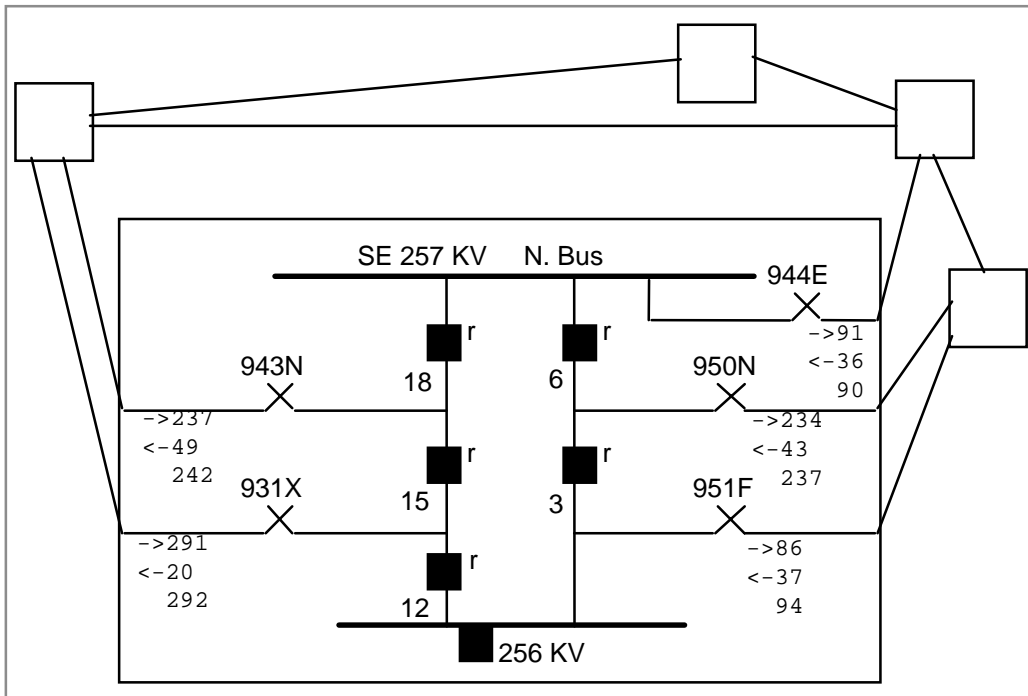 SE 257 KV N. Bus
944E
r
r
->91
<-36
90
943N
18
6
950N
->237
<-49
242
->234
<-43
237
r
r
931X
15
3
951F
->291
<-20
292
->86
<-37
94
r
12
256 KV